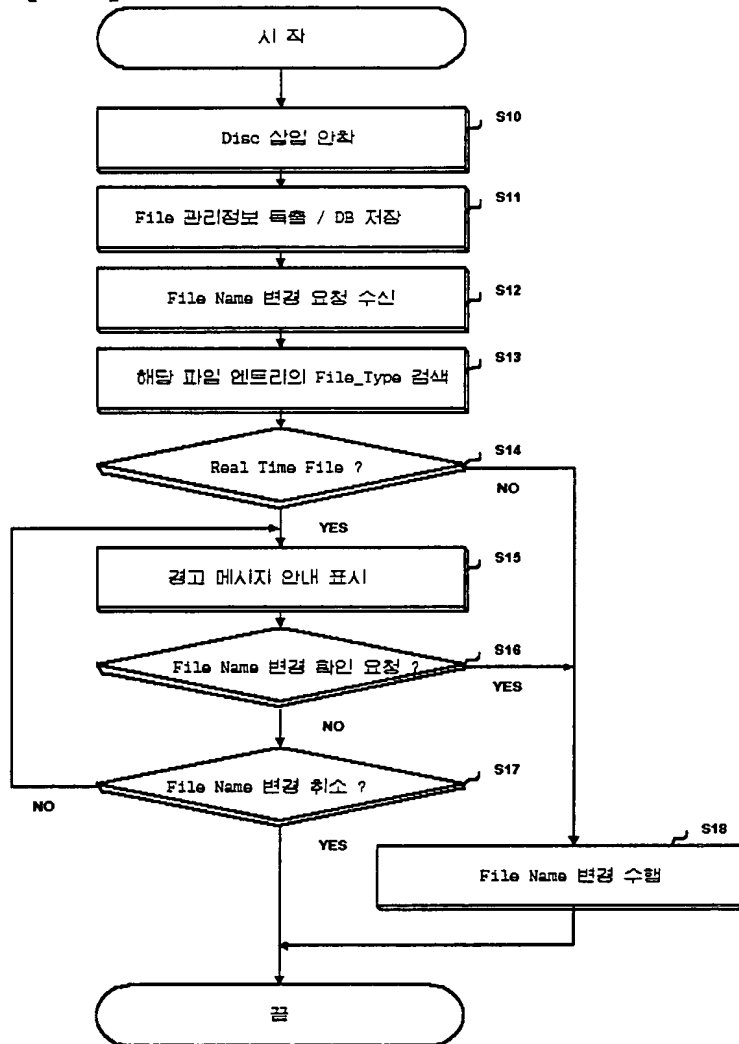 시 작
S10
Disc 삽입 안착
S11
File 관리정보 독출 / DB 저장
S12
File Name 변경 요청 수신
S13
해당 파일 엔트리의 File_Type 검색
S14
Real Time File ?
NO
YES
S15
경고 메시지 안내 표시
S16
File Name 변경 확인 요청 ?
YES
NO
S17
File Name 변경 취소 ?
NO
YES
S18
File Name 변경 수행
끝